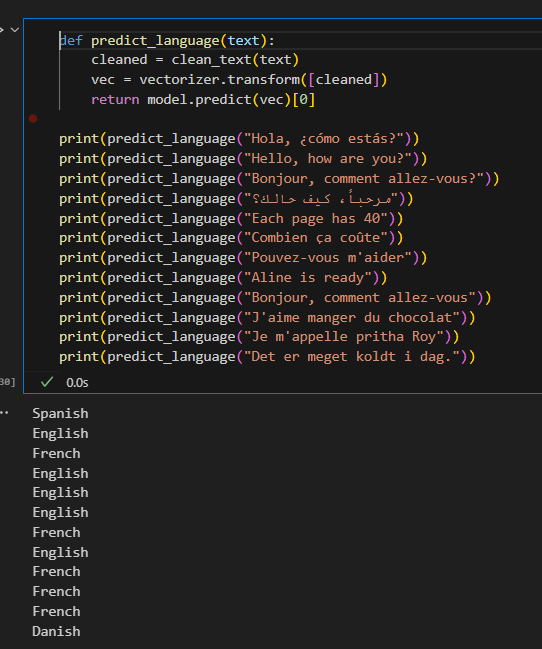 def predict_language(text):
    cleaned = clean_text(text)
    vec = vectorizer.transform([cleaned])
    return model.predict(vec)[0]
print(predict_language("Hola, ¿cómo estás?"))
print(predict_language("Hello, how are you?"))
print(predict_language("Bonjour, comment allez-vous?"))
print(predict_language("مرحبأ، كيف حالك؟"))
print(predict_language("Each page has 40"))
print(predict_language("Combien ça coûte"))
print(predict_language("Pouvez-vous m'aider"))
print(predict_language("Aline is ready"))
print(predict_language("Bonjour, comment allez-vous"))
print(predict_language("J'aime manger du chocolat"))
print(predict_language("Je m'appelle pritha Roy"))
print(predict_language("Det er meget koldt i dag."))
30] 0.0s
Spanish
English
French
English
English
English
French
English
French
French
French
Danish